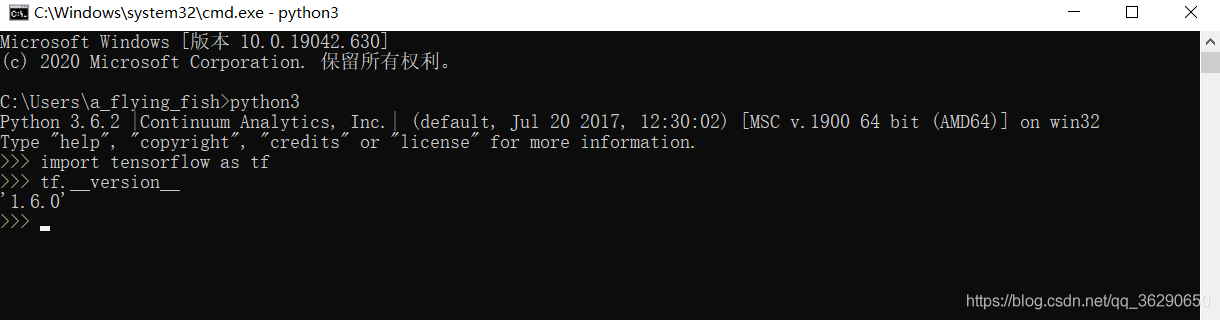 C:\Windows\system32\cmd.exe - python3
Microsoft Windows [版本 10.0.19042.630]
(c) 2020 Microsoft Corporation. 保留所有权利。
C:\Users\a_flying_fish>python3
Python 3.6.2 |Continuum Analytics, Inc.| (default, Jul 20 2017, 12:30:02) [MSC v.1900 64 bit (AMD64)] on win32
Type "help", "copyright", "credits" or "license" for more information.
>>> import tensorflow as tf
>>> tf.__version__
'1.6.0'
>>>
https://blog.csdn.net/qq_36290650